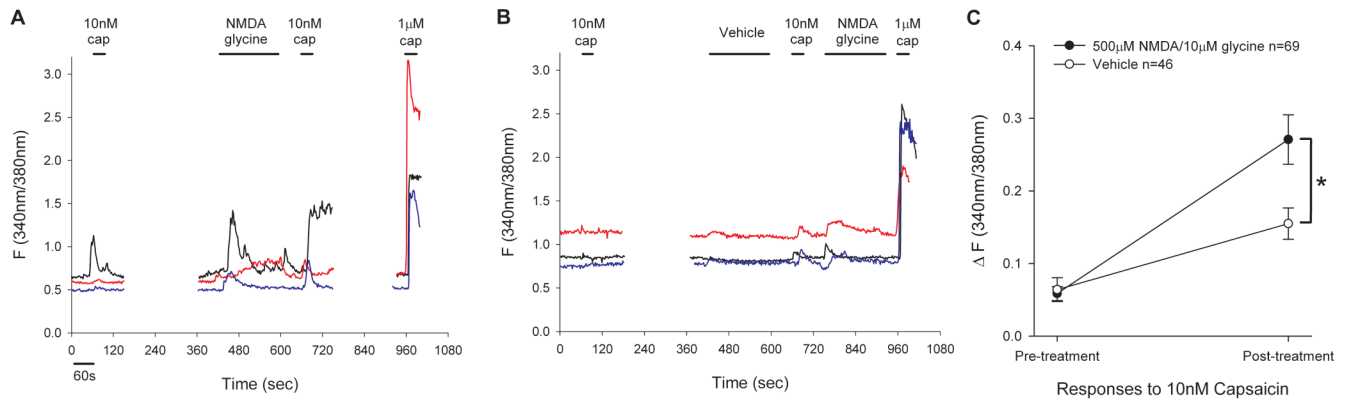 A
10nM
cap
NMDA
glycine
10nM
cap
1μM
cap
F (340nm/380nm)
3.0
2.5
2.0
1.5
1.0
0.5
0.0
0 120 240 360 480 600 720 840 960 1080
60s
Time (sec)
B
10nM
cap
Vehicle
10nM
cap
NMDA
glycine
1μM
cap
F (340nm/380nm)
3.0
2.5
2.0
1.5
1.0
0.5
0.0
0 120 240 360 480 600 720 840 960 1080
Time (sec)
C
500μM NMDA/10μM glycine n=69
Vehicle n=46
Δ F (340nm/380nm)
0.4
0.3
0.2
0.1
0.0
*
Pre-treatment Post-treatment
Responses to 10nM Capsaicin